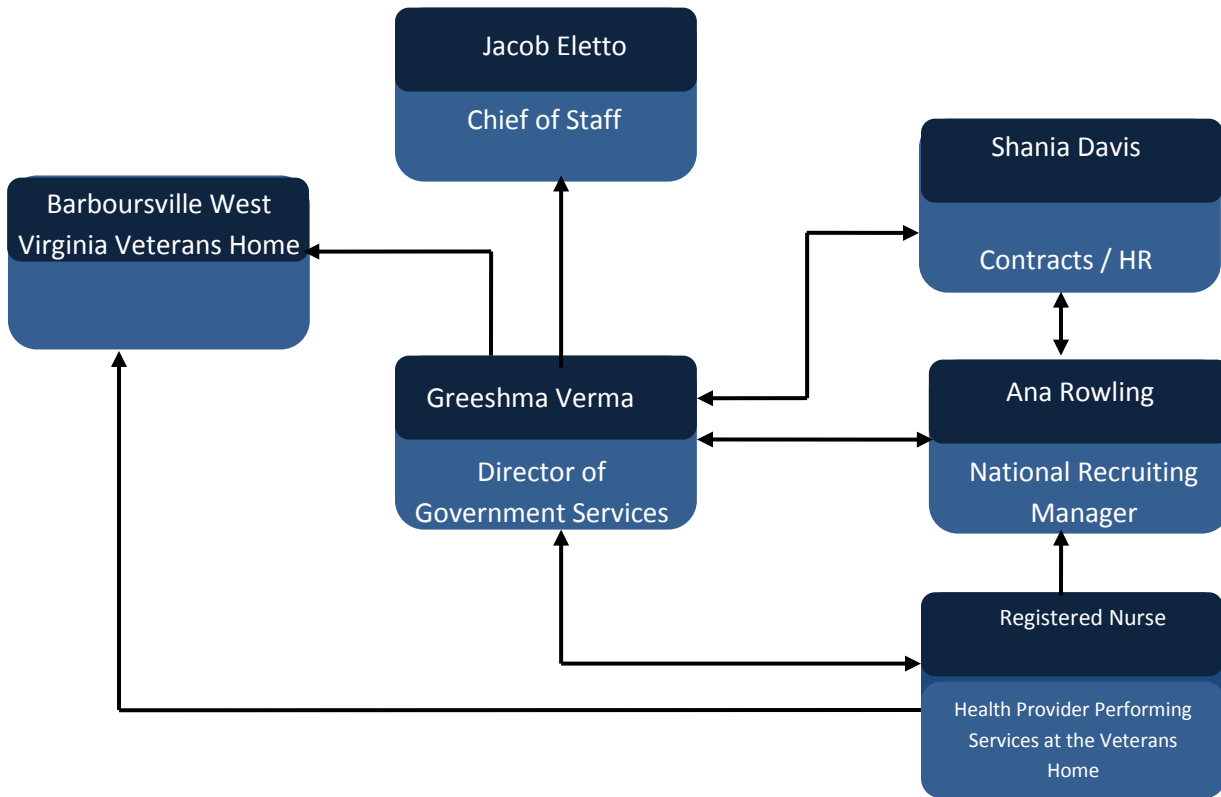 Jacob Eletto
Chief of Staff
Shania Davis
Contracts / HR
Barboursville West
Virginia Veterans Home
Greeshma Verma
Director of
Government Services
Ana Rowling
National Recruiting
Manager
Registered Nurse
Health Provider Performing
Services at the Veterans
Home